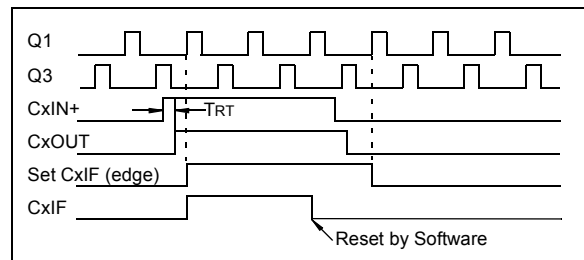 Q1
Q3
CxIN+
TRT
CxOUT
Set CxIF (edge)
CxIF
Reset by Software